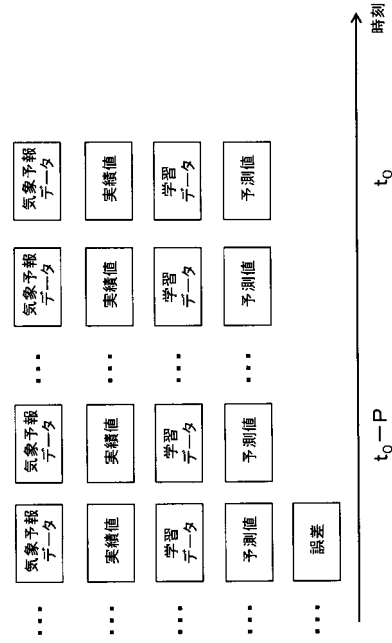 … 気象予報 気象予報 … 気象予報 気象予報
データ データ データ データ
… 実績値 実績値 … 実績値 実績値
… 学習 学習 … 学習 学習
データ データ データ データ
… 予測値 予測値 … 予測値 予測値
… 誤差
t₀−P t₀ 時刻